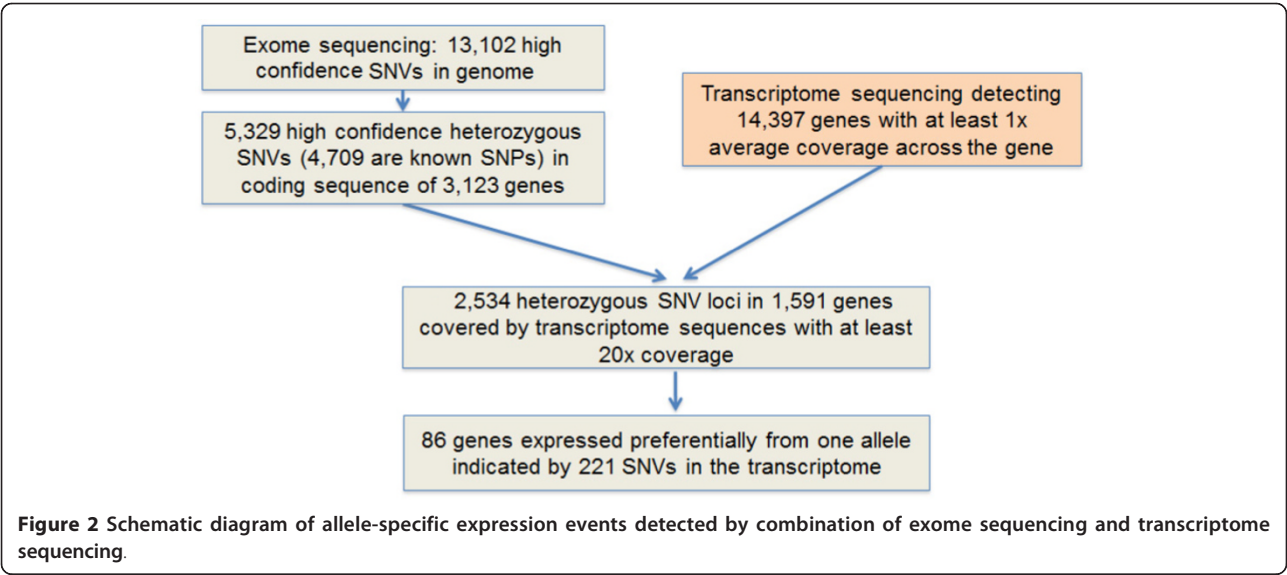 Exome sequencing: 13,102 high
confidence SNVs in genome
5,329 high confidence heterozygous
SNVs (4,709 are known SNPs) in
coding sequence of 3,123 genes
Transcriptome sequencing detecting
14,397 genes with at least 1x
average coverage across the gene
2,534 heterozygous SNV loci in 1,591 genes
covered by transcriptome sequences with at least
20x coverage
86 genes expressed preferentially from one allele
indicated by 221 SNVs in the transcriptome
Figure 2 Schematic diagram of allele-specific expression events detected by combination of exome sequencing and transcriptome
sequencing.